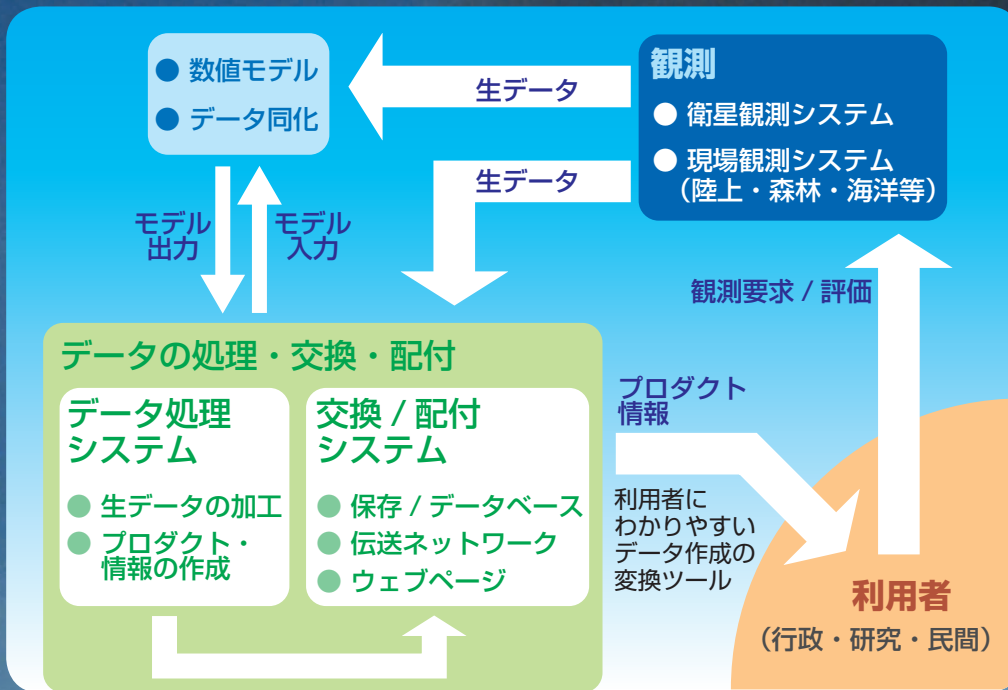 ● 数値モデル
● データ同化
生データ
観測
● 衛星観測システム
● 現場観測システム
（陸上・森林・海洋等）
生データ
モデル
出力
モデル
入力
観測要求 / 評価
データの処理・交換・配付
データ処理
システム
● 生データの加工
● プロダクト・
情報の作成
交換 / 配付
システム
● 保存 / データベース
● 伝送ネットワーク
● ウェブページ
プロダクト
情報
利用者に
わかりやすい
データ作成の
変換ツール
利用者
（行政・研究・民間）